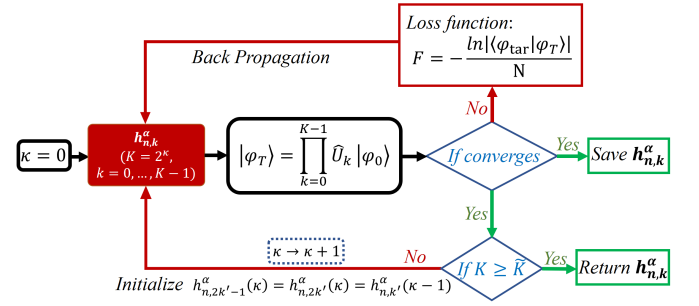 Loss function:
F = − ln|⟨φ_tar|φ_T⟩| / N
Back Propagation
No
κ = 0
h^α_{n,k}
(K = 2^κ,
k = 0, ..., K − 1)
|φ_T⟩ = ∏_{k=0}^{K−1} Û_k |φ_0⟩
If converges
Yes
Save h^α_{n,k}
Yes
κ → κ + 1
No
If K ≥ K̃
Yes
Return h^α_{n,k}
Initialize h^α_{n,2k′−1}(κ) = h^α_{n,2k′}(κ) = h^α_{n,k′}(κ − 1)